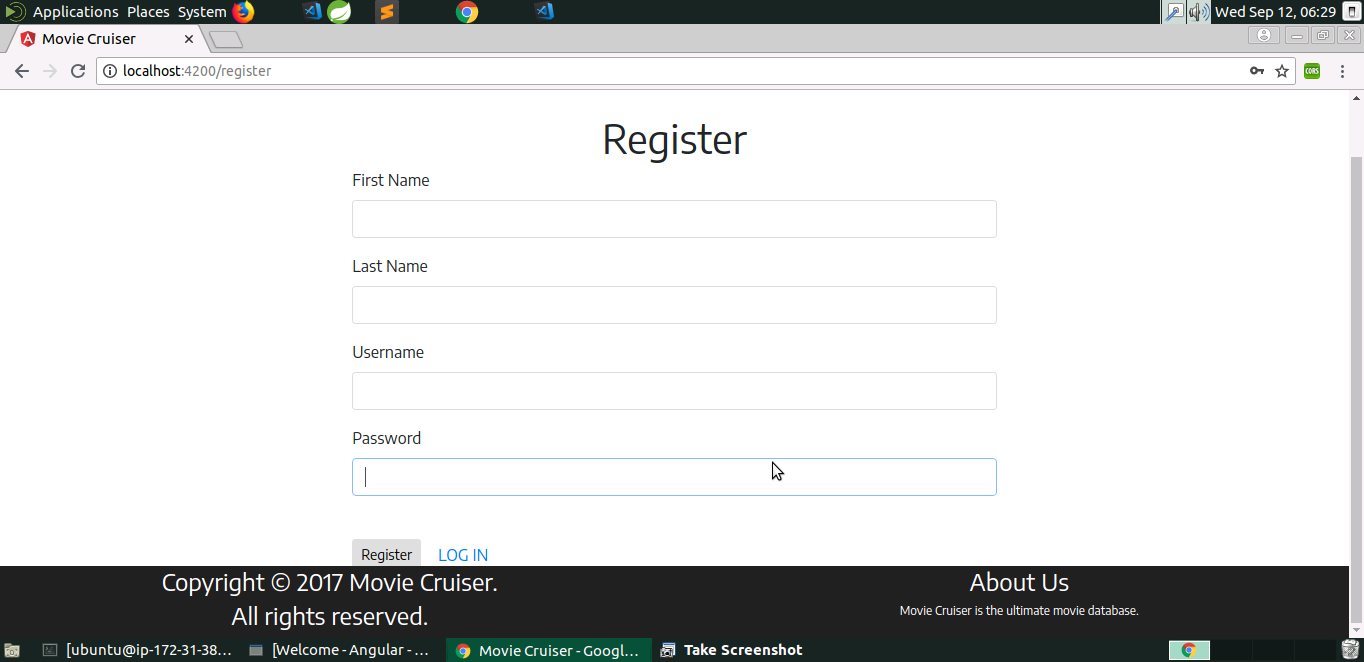 Applications Places System Wed Sep 12, 06:29
Movie Cruiser
localhost:4200/register
CORS
Register
First Name
Last Name
Username
Password
Register LOG IN
Copyright © 2017 Movie Cruiser.
All rights reserved.
About Us
Movie Cruiser is the ultimate movie database.
[ubuntu@ip-172-31-38... [Welcome - Angular - ... Movie Cruiser - Googl... Take Screenshot